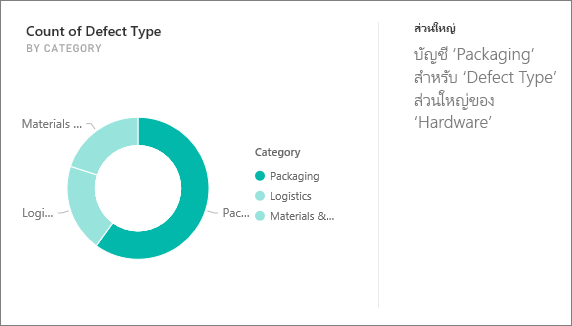 Count of Defect Type
BY CATEGORY
Materials ...
Logi...
Pac...
Category
Packaging
Logistics
Materials &...
ส่วนใหญ่
บัญชี ‘Packaging’
สำหรับ ‘Defect Type’
ส่วนใหญ่ของ
‘Hardware’